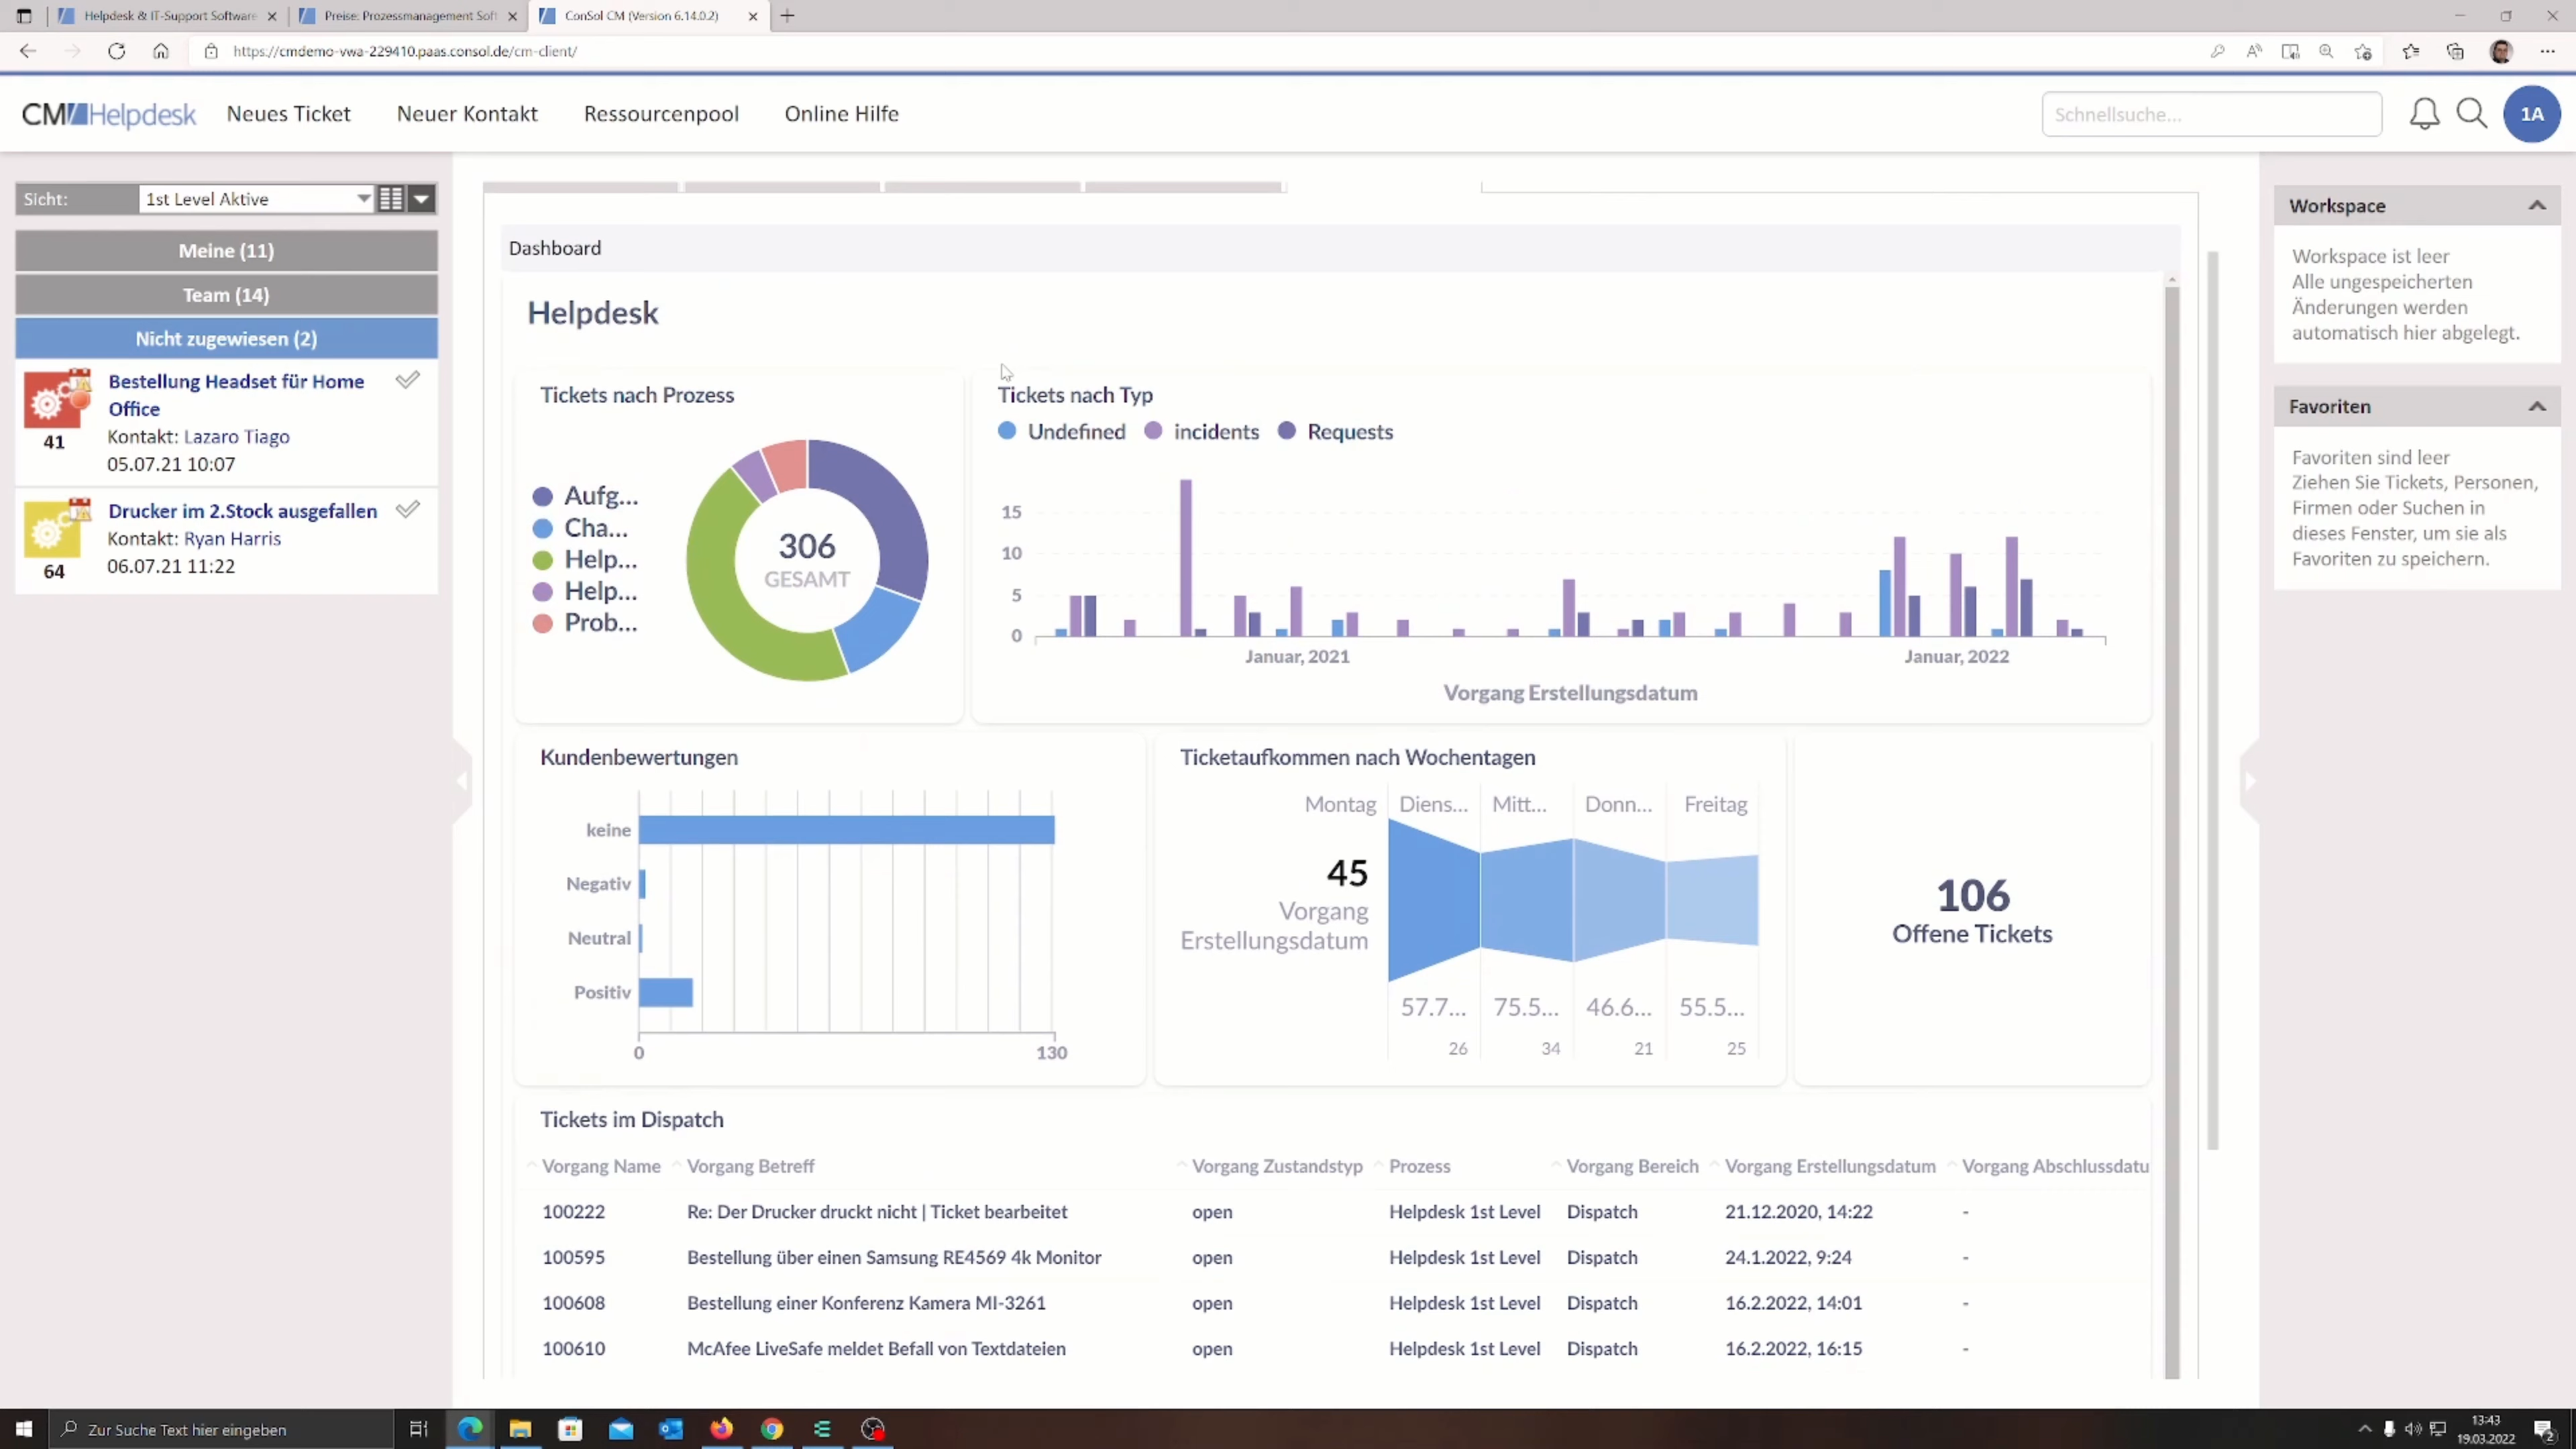 Helpdesk & IT-Support Software
Preise: Prozessmanagement Soft
ConSol CM (Version 6.14.0.2)
https://cmdemo-vwa-229410.paas.consol.de/cm-client/
CM Helpdesk
Neues Ticket
Neuer Kontakt
Ressourcenpool
Online Hilfe
Schnellsuche...
1A
Sicht:
1st Level Aktive
Meine (11)
Team (14)
Nicht zugewiesen (2)
Bestellung Headset für Home
Office
41
Kontakt: Lazaro Tiago
05.07.21 10:07
Drucker im 2.Stock ausgefallen
Kontakt: Ryan Harris
64
06.07.21 11:22
Dashboard
Helpdesk
Tickets nach Prozess
Aufg...
Cha...
Help...
Help...
Prob...
306
GESAMT
Tickets nach Typ
Undefined
incidents
Requests
15
10
5
0
Januar, 2021
Januar, 2022
Vorgang Erstellungsdatum
Kundenbewertungen
keine
Negativ
Neutral
Positiv
0
130
Ticketaufkommen nach Wochentagen
Montag Diens... Mitt... Donn... Freitag
45
Vorgang
Erstellungsdatum
57.7... 75.5... 46.6... 55.5...
26 34 21 25
106
Offene Tickets
Tickets im Dispatch
Vorgang Name Vorgang Betreff Vorgang Zustandstyp Prozess Vorgang Bereich Vorgang Erstellungsdatum Vorgang Abschlussdatu
100222 Re: Der Drucker druckt nicht | Ticket bearbeitet open Helpdesk 1st Level Dispatch 21.12.2020, 14:22 -
100595 Bestellung über einen Samsung RE4569 4k Monitor open Helpdesk 1st Level Dispatch 24.1.2022, 9:24 -
100608 Bestellung einer Konferenz Kamera MI-3261 open Helpdesk 1st Level Dispatch 16.2.2022, 14:01 -
100610 McAfee LiveSafe meldet Befall von Textdateien open Helpdesk 1st Level Dispatch 16.2.2022, 16:15 -
Workspace
Workspace ist leer
Alle ungespeicherten
Änderungen werden
automatisch hier abgelegt.
Favoriten
Favoriten sind leer
Ziehen Sie Tickets, Personen,
Firmen oder Suchen in
dieses Fenster, um sie als
Favoriten zu speichern.
Zur Suche Text hier eingeben
13:43
19.03.2022
2